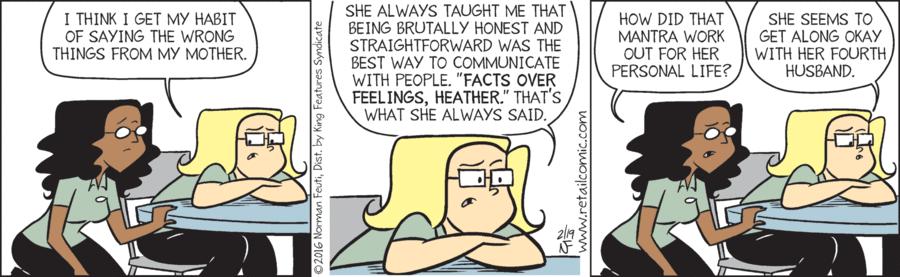 I THINK I GET MY HABIT
OF SAYING THE WRONG
THINGS FROM MY MOTHER.
©2016 Norman Feuti, Dist. by King Features Syndicate
SHE ALWAYS TAUGHT ME THAT
BEING BRUTALLY HONEST AND
STRAIGHTFORWARD WAS THE
BEST WAY TO COMMUNICATE
WITH PEOPLE. "FACTS OVER
FEELINGS, HEATHER." THAT'S
WHAT SHE ALWAYS SAID.
2/19
NF
www.retailcomic.com
HOW DID THAT
MANTRA WORK
OUT FOR HER
PERSONAL LIFE?
SHE SEEMS TO
GET ALONG OKAY
WITH HER FOURTH
HUSBAND.